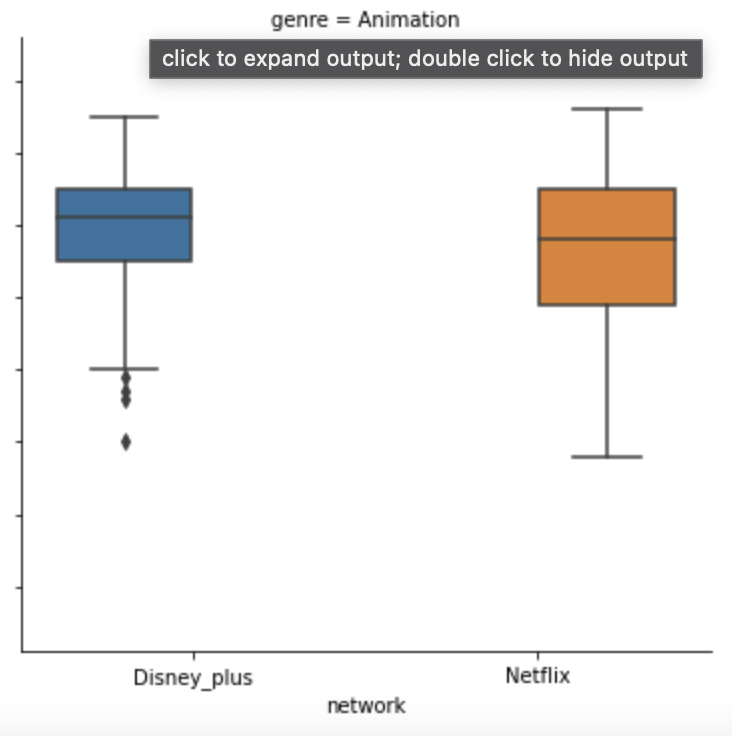 genre = Animation
click to expand output; double click to hide output
Disney_plus
Netflix
network